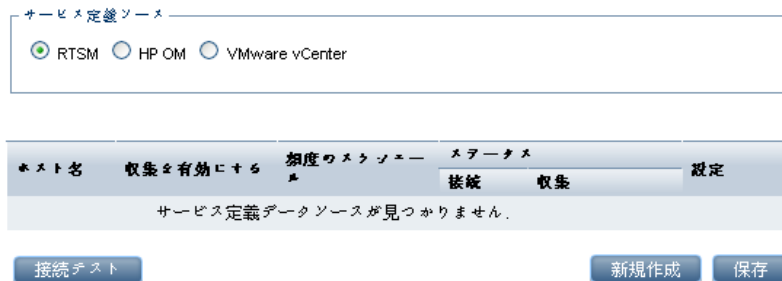 サービス定義ソース
RTSM HP OM VMware vCenter
ホスト名 収集を有効にする 頻度のスケジュール ステータス 設定
接続 収集
サービス定義データソースが見つかりません.
接続テスト 新規作成 保存